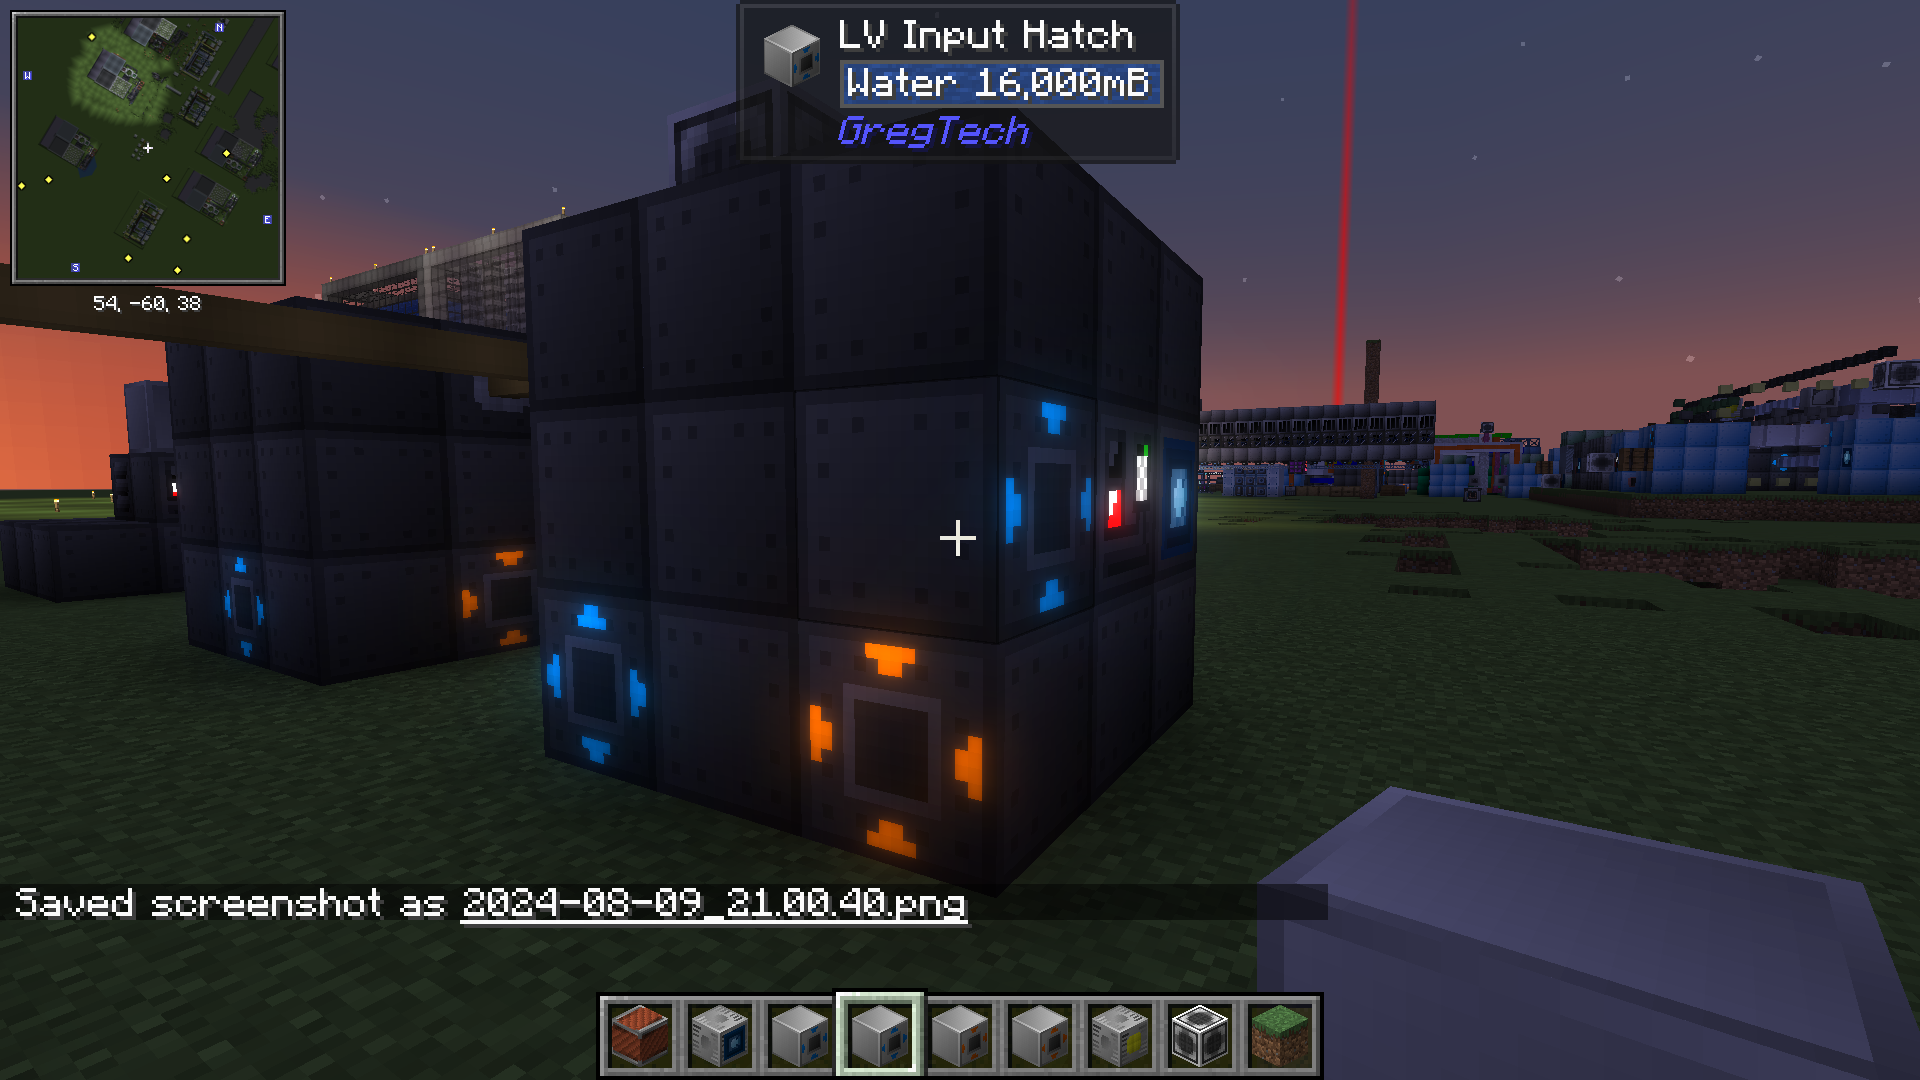 N
LV Input Hatch
W
Water 16,000mB
GregTech
E
S
54, -60, 38
Saved screenshot as 2024-08-09_21.00.40.png